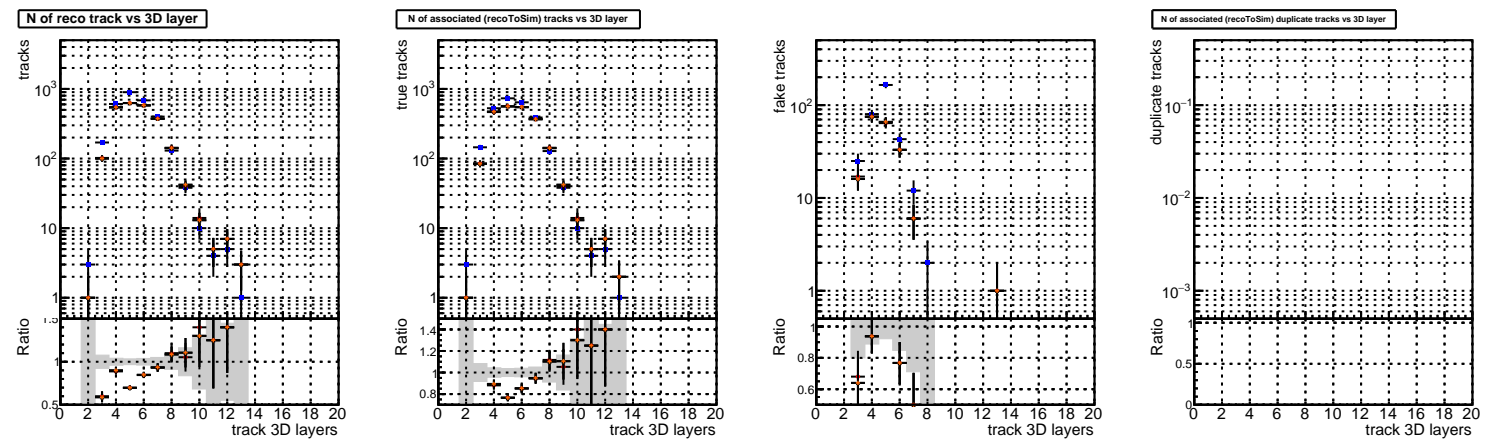 N of reco track vs 3D layer
tracks
10³
10²
10
1
Ratio
1.5
1
0.5
0 2 4 6 8 10 12 14 16 18 20
track 3D layers
N of associated (recoToSim) tracks vs 3D layer
true tracks
10³
10²
10
1
Ratio
1.4
1.2
1
0.8
0 2 4 6 8 10 12 14 16 18 20
track 3D layers
fake tracks
10²
10
1
Ratio
1
0.8
0.6
0 2 4 6 8 10 12 14 16 18 20
track 3D layers
N of associated (recoToSim) duplicate tracks vs 3D layer
duplicate tracks
10⁻¹
10⁻²
10⁻³
Ratio
1
0.5
0
0 2 4 6 8 10 12 14 16 18 20
track 3D layers